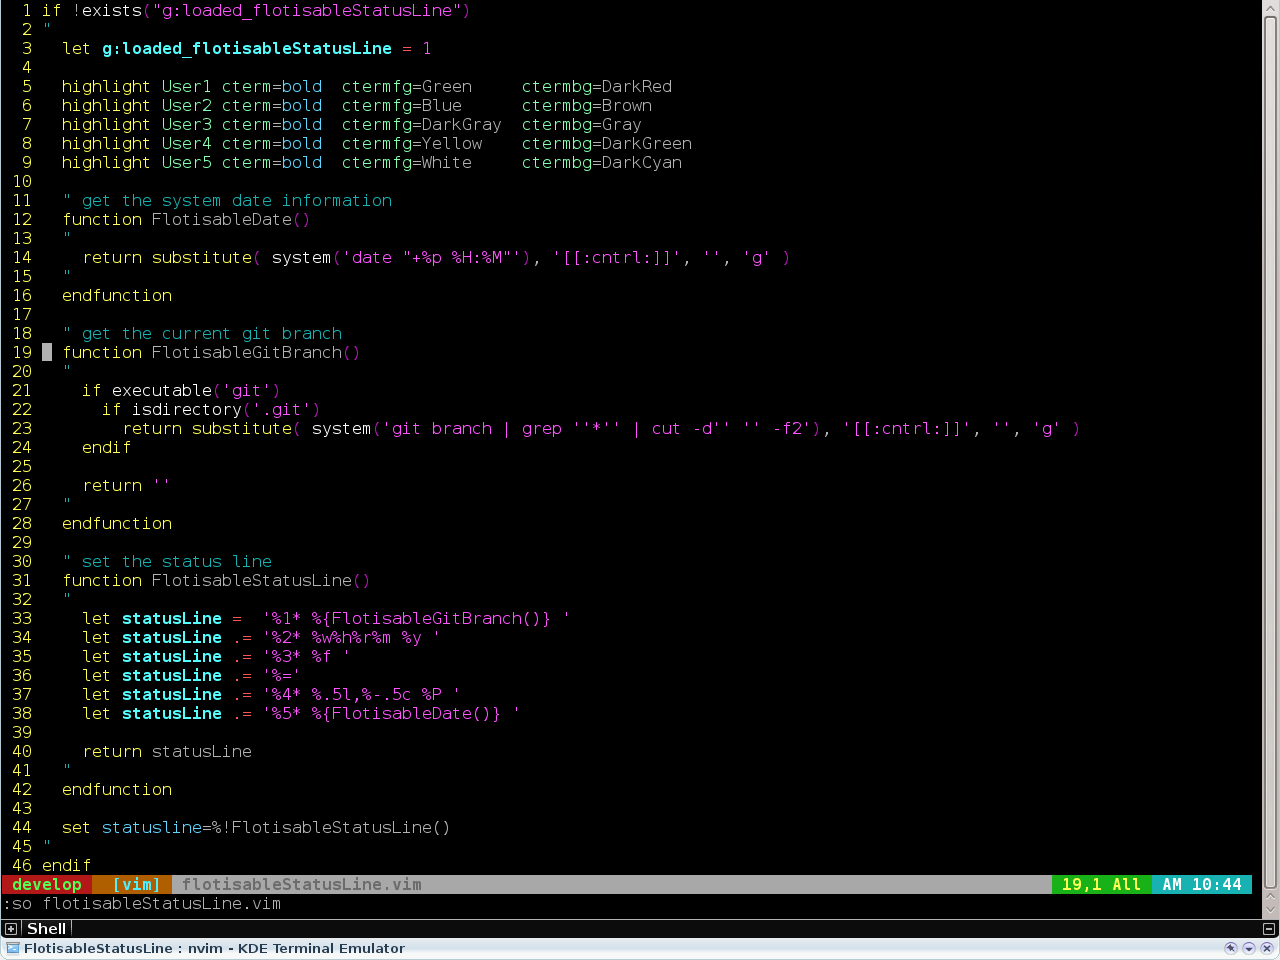 1 if !exists("g:loaded_flotisableStatusLine")
2 "
3   let g:loaded_flotisableStatusLine = 1
4
5   highlight User1 cterm=bold  ctermfg=Green     ctermbg=DarkRed
6   highlight User2 cterm=bold  ctermfg=Blue      ctermbg=Brown
7   highlight User3 cterm=bold  ctermfg=DarkGray  ctermbg=Gray
8   highlight User4 cterm=bold  ctermfg=Yellow    ctermbg=DarkGreen
9   highlight User5 cterm=bold  ctermfg=White     ctermbg=DarkCyan
10
11   " get the system date information
12   function FlotisableDate()
13   "
14     return substitute( system('date "+%p %H:%M"'), '[[:cntrl:]]', '', 'g' )
15   "
16   endfunction
17
18   " get the current git branch
19   function FlotisableGitBranch()
20   "
21     if executable('git')
22       if isdirectory('.git')
23         return substitute( system('git branch | grep ''*'' | cut -d'' '' -f2'), '[[:cntrl:]]', '', 'g' )
24     endif
25
26     return ''
27   "
28   endfunction
29
30   " set the status line
31   function FlotisableStatusLine()
32   "
33     let statusLine =  '%1* %{FlotisableGitBranch()} '
34     let statusLine .= '%2* %w%h%r%m %y '
35     let statusLine .= '%3* %f '
36     let statusLine .= '%='
37     let statusLine .= '%4* %.5l,%-.5c %P '
38     let statusLine .= '%5* %{FlotisableDate()} '
39
40     return statusLine
41   "
42   endfunction
43
44   set statusline=%!FlotisableStatusLine()
45 "
46 endif
develop [vim] flotisableStatusLine.vim 19,1 All AM 10:44
:so flotisableStatusLine.vim
Shell
FlotisableStatusLine : nvim - KDE Terminal Emulator